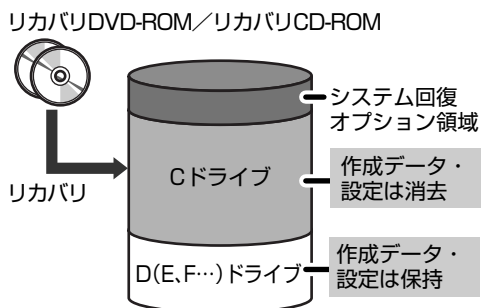 リカバリDVD-ROM／リカバリCD-ROM
システム回復
オプション領域
Cドライブ
作成データ・
設定は消去
リカバリ
D(E､F…)ドライブ
作成データ・
設定は保持